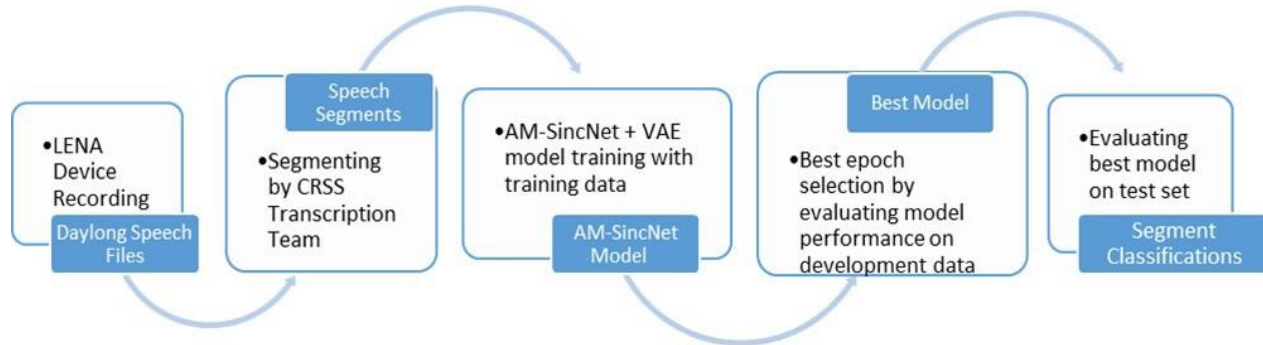 •LENA
Device
Recording
Daylong Speech
Files
Speech
Segments
•Segmenting
by CRSS
Transcription
Team
•AM-SincNet + VAE
model training with
training data
AM-SincNet
Model
Best Model
•Best epoch
selection by
evaluating model
performance on
development data
•Evaluating
best model
on test set
Segment
Classifications